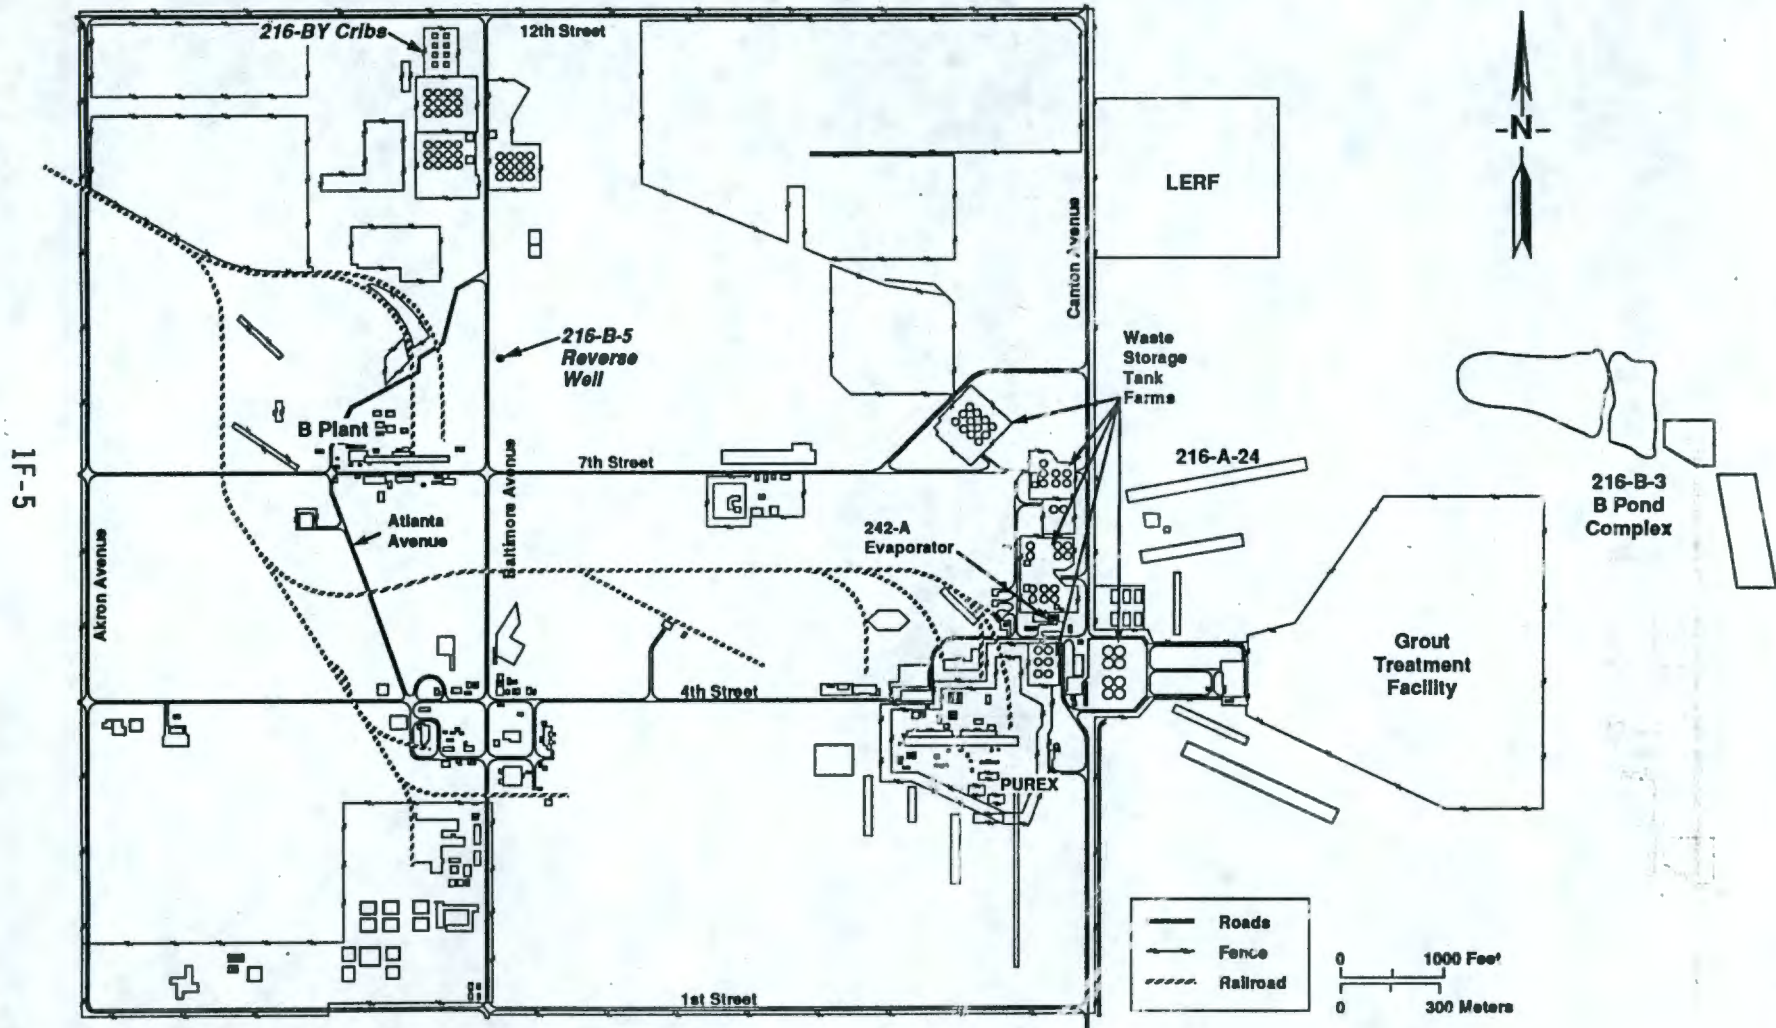 216-BY Cribs
12th Street
-N-
LERF
Canton Avenue
216-B-5
Reverse
Well
Waste
Storage
Tank
Farms
B Plant
7th Street
216-A-24
216-B-3
B Pond
Complex
1F-5
Atlanta
Avenue
Baltimore Avenue
Akron Avenue
242-A
Evaporator
Grout
Treatment
Facility
4th Street
PUREX
Roads
Fence
Railroad
0 1000 Feet
0 300 Meters
1st Street